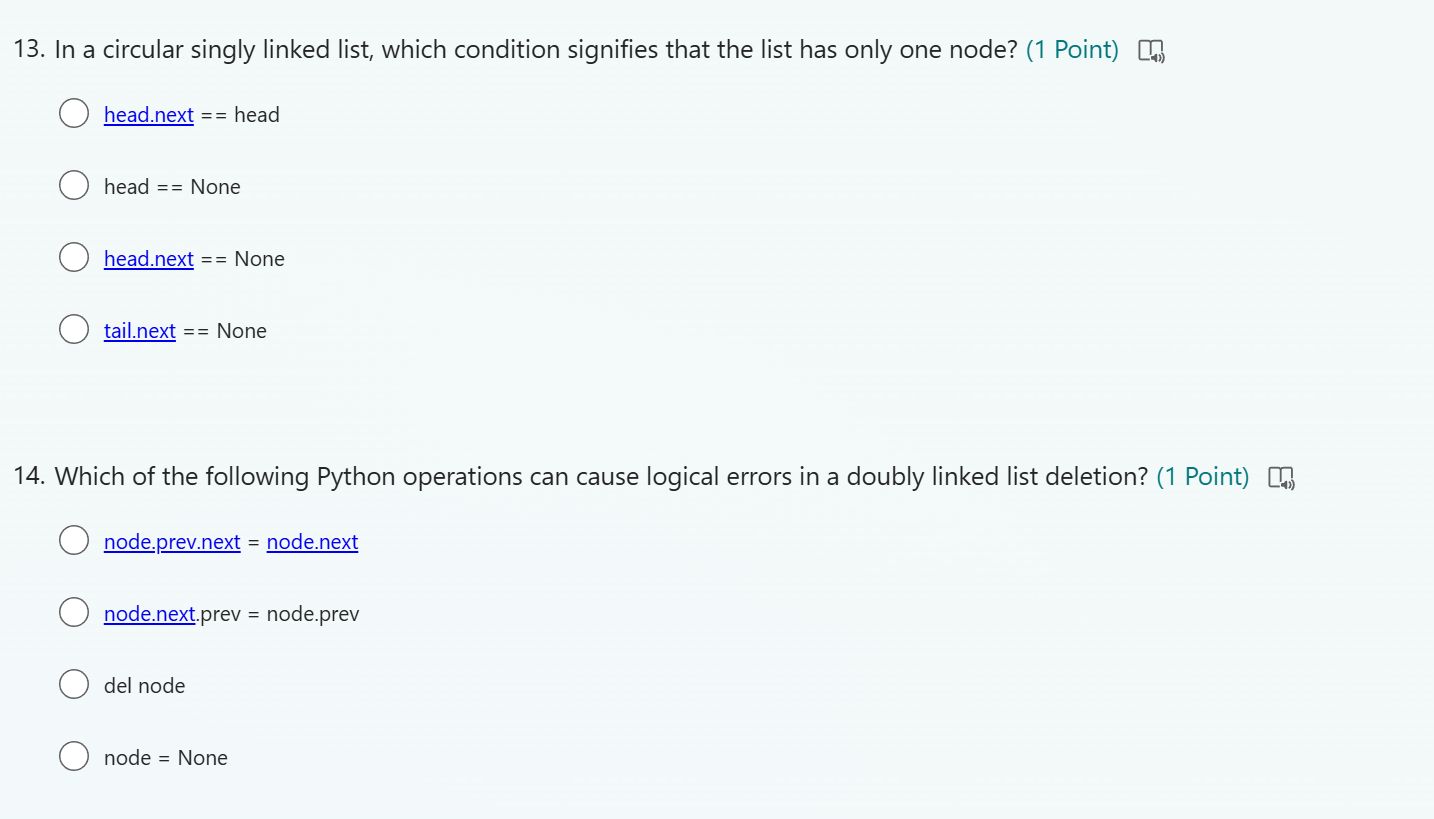 13. In a circular singly linked list, which condition signifies that the list has only one node? (1 Point)
head.next == head
head == None
head.next == None
tail.next == None
14. Which of the following Python operations can cause logical errors in a doubly linked list deletion? (1 Point)
node.prev.next = node.next
node.next.prev = node.prev
del node
node = None